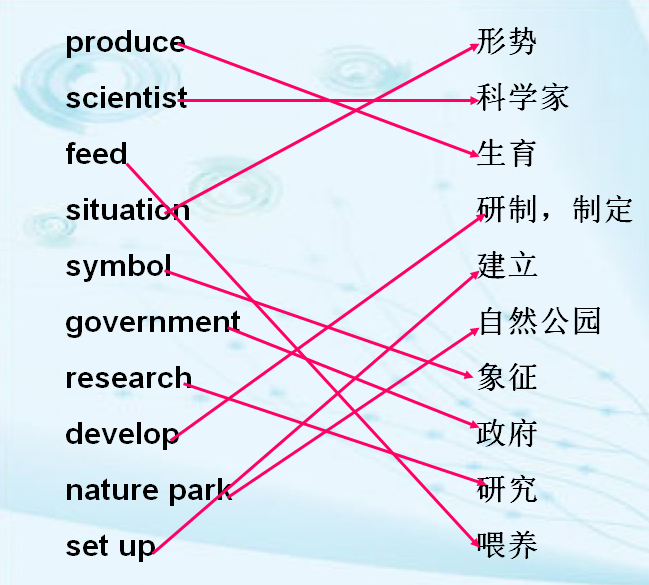 produce 形势
scientist 科学家
feed 生育
situation 研制，制定
symbol 建立
government 自然公园
research 象征
develop 政府
nature park 研究
set up 喂养